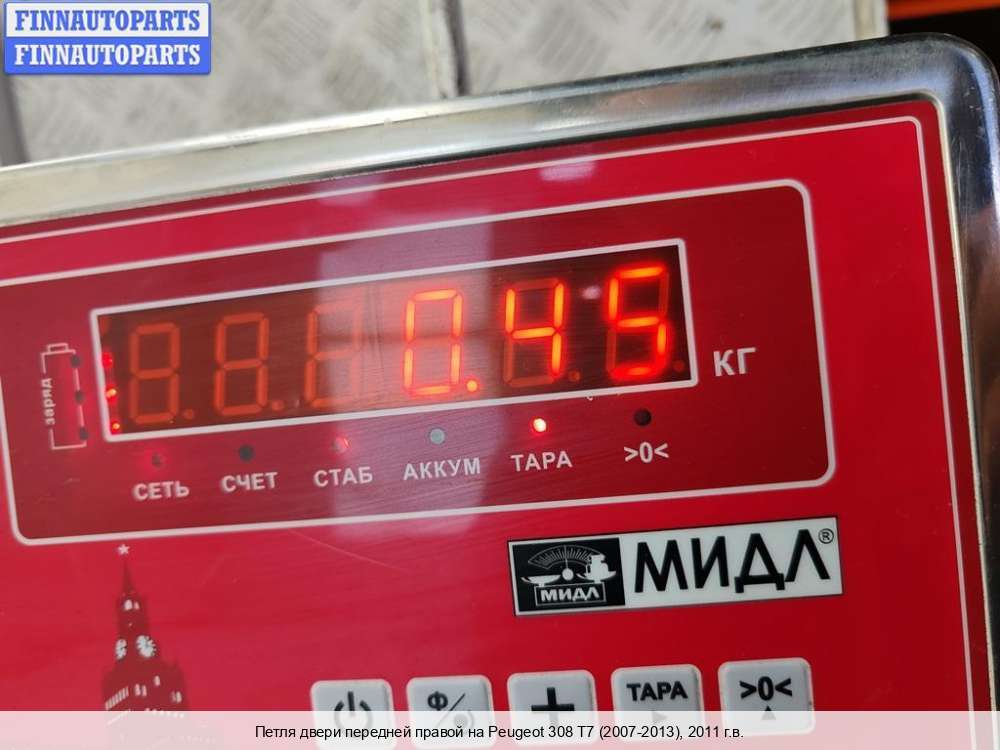 FINNAUTOPARTS
FINNAUTOPARTS
0.45
КГ
заряд
СЕТЬ СЧЕТ СТАБ АККУМ ТАРА >0<
МИДЛ МИДЛ®
Ф + ТАРА >0<
Петля двери передней правой на Peugeot 308 T7 (2007-2013), 2011 г.в.